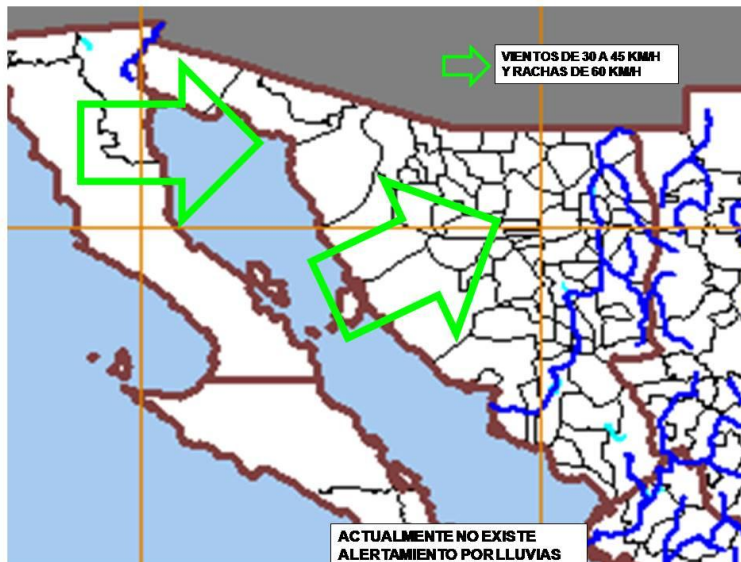 VIENTOS DE 30 A 45 KM/H
Y RACHAS DE 60 KM/H
ACTUALMENTE NO EXISTE
ALERTAMIENTO POR LLUVIAS